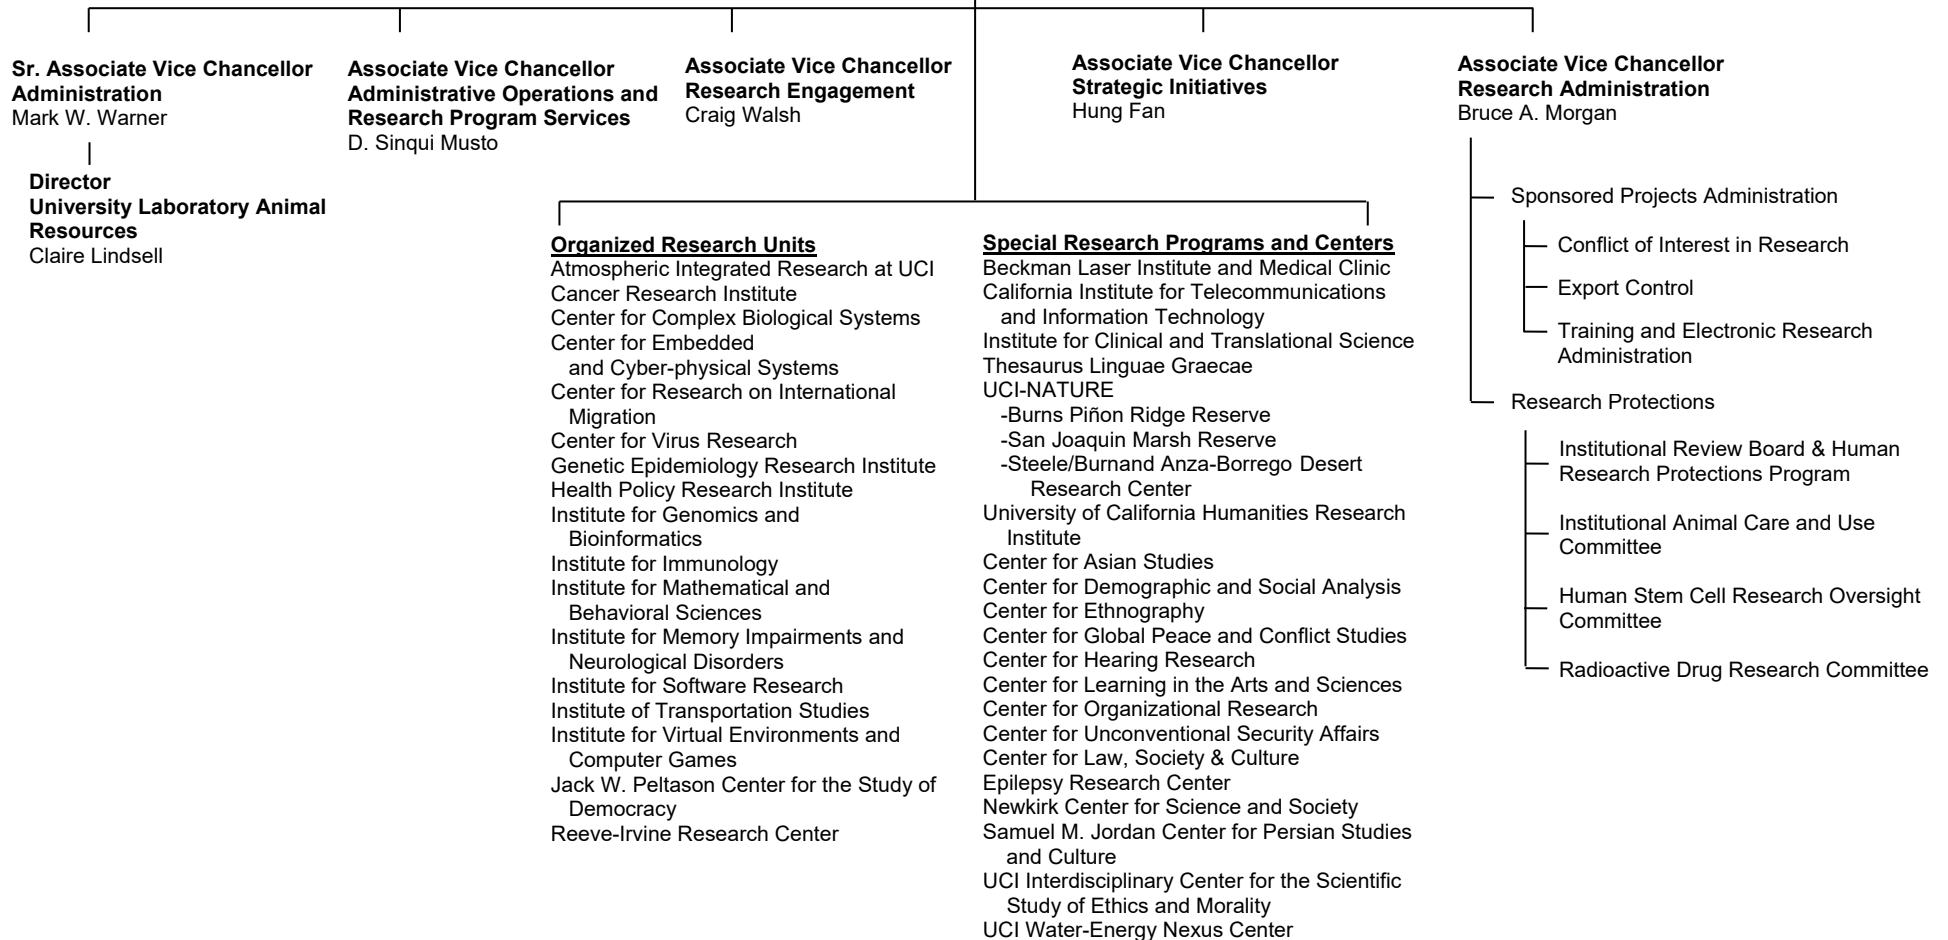 Sr. Associate Vice Chancellor
Administration
Mark W. Warner
Director
University Laboratory Animal
Resources
Claire Lindsell
Associate Vice Chancellor
Administrative Operations and
Research Program Services
D. Sinqui Musto
Associate Vice Chancellor
Research Engagement
Craig Walsh
Associate Vice Chancellor
Strategic Initiatives
Hung Fan
Associate Vice Chancellor
Research Administration
Bruce A. Morgan
Organized Research Units
Atmospheric Integrated Research at UCI
Cancer Research Institute
Center for Complex Biological Systems
Center for Embedded
and Cyber-physical Systems
Center for Research on International
Migration
Center for Virus Research
Genetic Epidemiology Research Institute
Health Policy Research Institute
Institute for Genomics and
Bioinformatics
Institute for Immunology
Institute for Mathematical and
Behavioral Sciences
Institute for Memory Impairments and
Neurological Disorders
Institute for Software Research
Institute of Transportation Studies
Institute for Virtual Environments and
Computer Games
Jack W. Peltason Center for the Study of
Democracy
Reeve-Irvine Research Center
Special Research Programs and Centers
Beckman Laser Institute and Medical Clinic
California Institute for Telecommunications
and Information Technology
Institute for Clinical and Translational Science
Thesaurus Linguae Graecae
UCI-NATURE
-Burns Piñon Ridge Reserve
-San Joaquin Marsh Reserve
-Steele/Burnand Anza-Borrego Desert
Research Center
University of California Humanities Research
Institute
Center for Asian Studies
Center for Demographic and Social Analysis
Center for Ethnography
Center for Global Peace and Conflict Studies
Center for Hearing Research
Center for Learning in the Arts and Sciences
Center for Organizational Research
Center for Unconventional Security Affairs
Center for Law, Society & Culture
Epilepsy Research Center
Newkirk Center for Science and Society
Samuel M. Jordan Center for Persian Studies
and Culture
UCI Interdisciplinary Center for the Scientific
Study of Ethics and Morality
UCI Water-Energy Nexus Center
Sponsored Projects Administration
Conflict of Interest in Research
Export Control
Training and Electronic Research
Administration
Research Protections
Institutional Review Board & Human
Research Protections Program
Institutional Animal Care and Use
Committee
Human Stem Cell Research Oversight
Committee
Radioactive Drug Research Committee